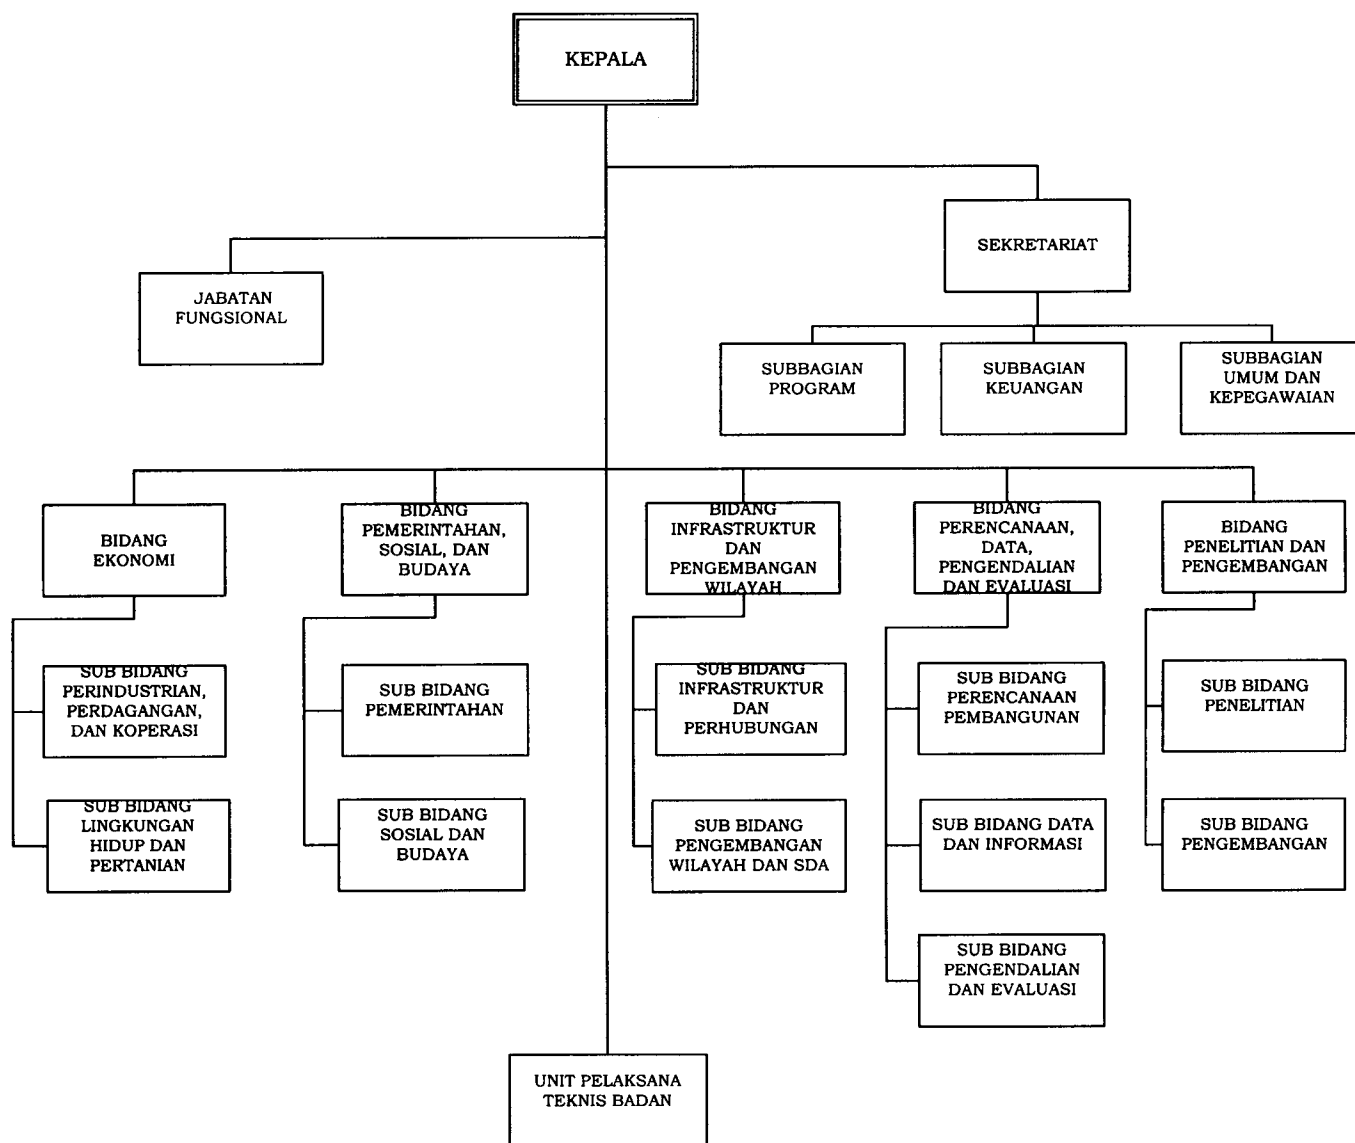 KEPALA
SEKRETARIAT
JABATAN
FUNGSIONAL
SUBBAGIAN
PROGRAM
SUBBAGIAN
KEUANGAN
SUBBAGIAN
UMUM DAN
KEPEGAWAIAN
BIDANG
EKONOMI
BIDANG
PEMERINTAHAN,
SOSIAL, DAN
BUDAYA
BIDANG
INFRASTRUKTUR
DAN
PENGEMBANGAN
WILAYAH
BIDANG
PERENCANAAN,
DATA,
PENGENDALIAN
DAN EVALUASI
BIDANG
PENELITIAN DAN
PENGEMBANGAN
SUB BIDANG
PERINDUSTRIAN,
PERDAGANGAN,
DAN KOPERASI
SUB BIDANG
PEMERINTAHAN
SUB BIDANG
INFRASTRUKTUR
DAN
PERHUBUNGAN
SUB BIDANG
PERENCANAAN
PEMBANGUNAN
SUB BIDANG
PENELITIAN
SUB BIDANG
LINGKUNGAN
HIDUP DAN
PERTANIAN
SUB BIDANG
SOSIAL DAN
BUDAYA
SUB BIDANG
PENGEMBANGAN
WILAYAH DAN SDA
SUB BIDANG DATA
DAN INFORMASI
SUB BIDANG
PENGEMBANGAN
SUB BIDANG
PENGENDALIAN
DAN EVALUASI
UNIT PELAKSANA
TEKNIS BADAN